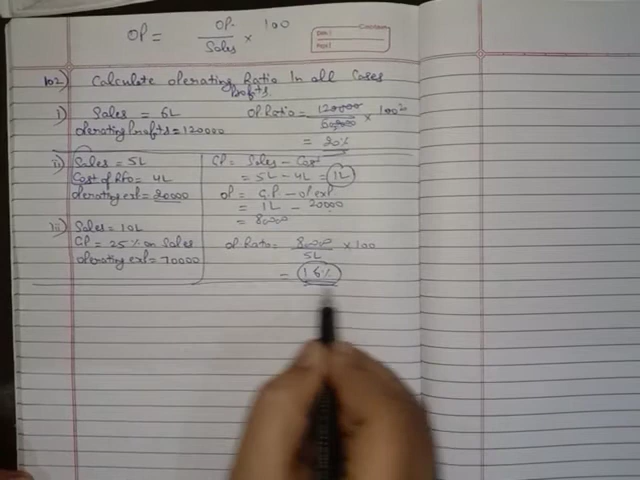 OP = OP / Sales × 100
102) Calculate operating Ratio In all Cases
Profits
i) Sales = 6L
Operating Profits = 120000
OP. Ratio = 120000 / 600000 × 100
= 20%
ii) Sales = 5L
Cost of RFO = 4L
Operating exp = 20000
GP = Sales - Cost
= 5L - 4L = 1L
OP = G.P - Op exp
= 1L - 20000
= 80000
OP Ratio = 80000 / 5L × 100
= 16%
iii) Sales = 10L
GP = 25% on Sales
Operating exp = 70000